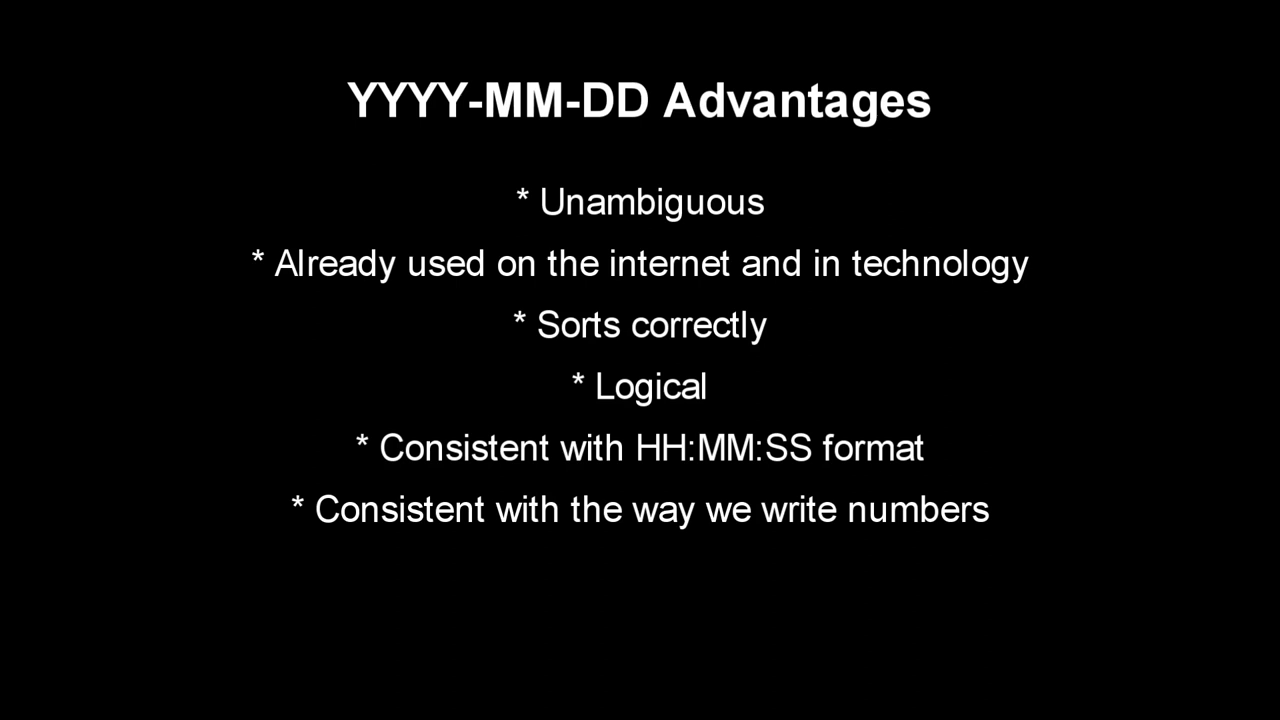 YYYY-MM-DD Advantages
* Unambiguous
* Already used on the internet and in technology
* Sorts correctly
* Logical
* Consistent with HH:MM:SS format
* Consistent with the way we write numbers